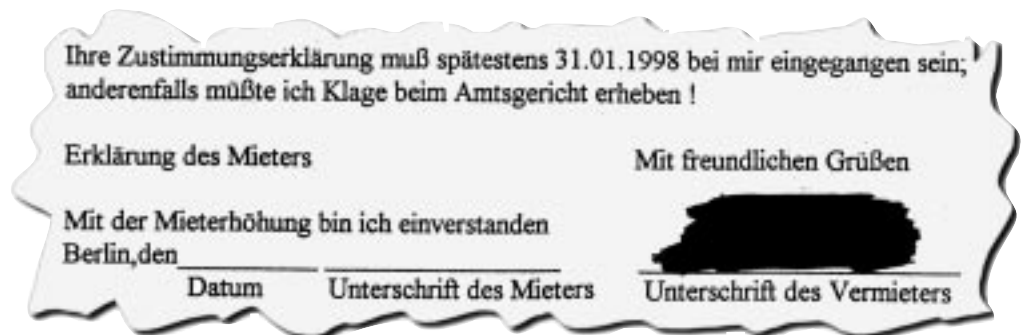 Ihre Zustimmungserklärung muß spätestens 31.01.1998 bei mir eingegangen sein;
anderenfalls müßte ich Klage beim Amtsgericht erheben !
Erklärung des Mieters
Mit freundlichen Grüßen
Mit der Mieterhöhung bin ich einverstanden
Berlin,den
Datum Unterschrift des Mieters Unterschrift des Vermieters